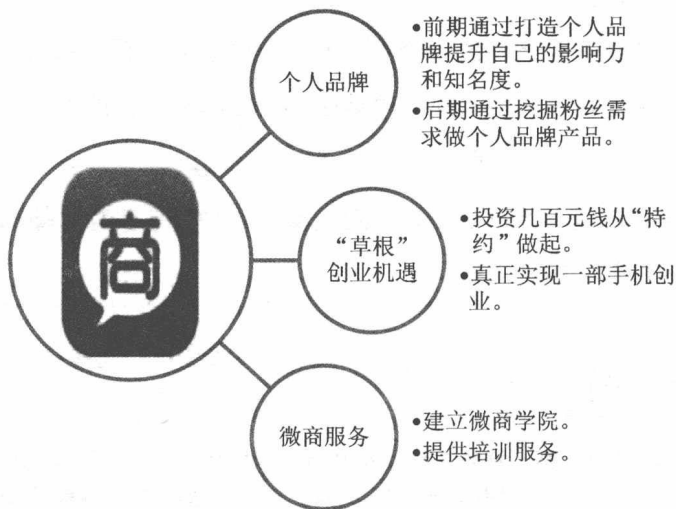 商
个人品牌
•前期通过打造个人品
牌提升自己的影响力
和知名度。
•后期通过挖掘粉丝需
求做个人品牌产品。
“草根”
创业机遇
•投资几百元钱从“特
约”做起。
•真正实现一部手机创
业。
微商服务
•建立微商学院。
•提供培训服务。